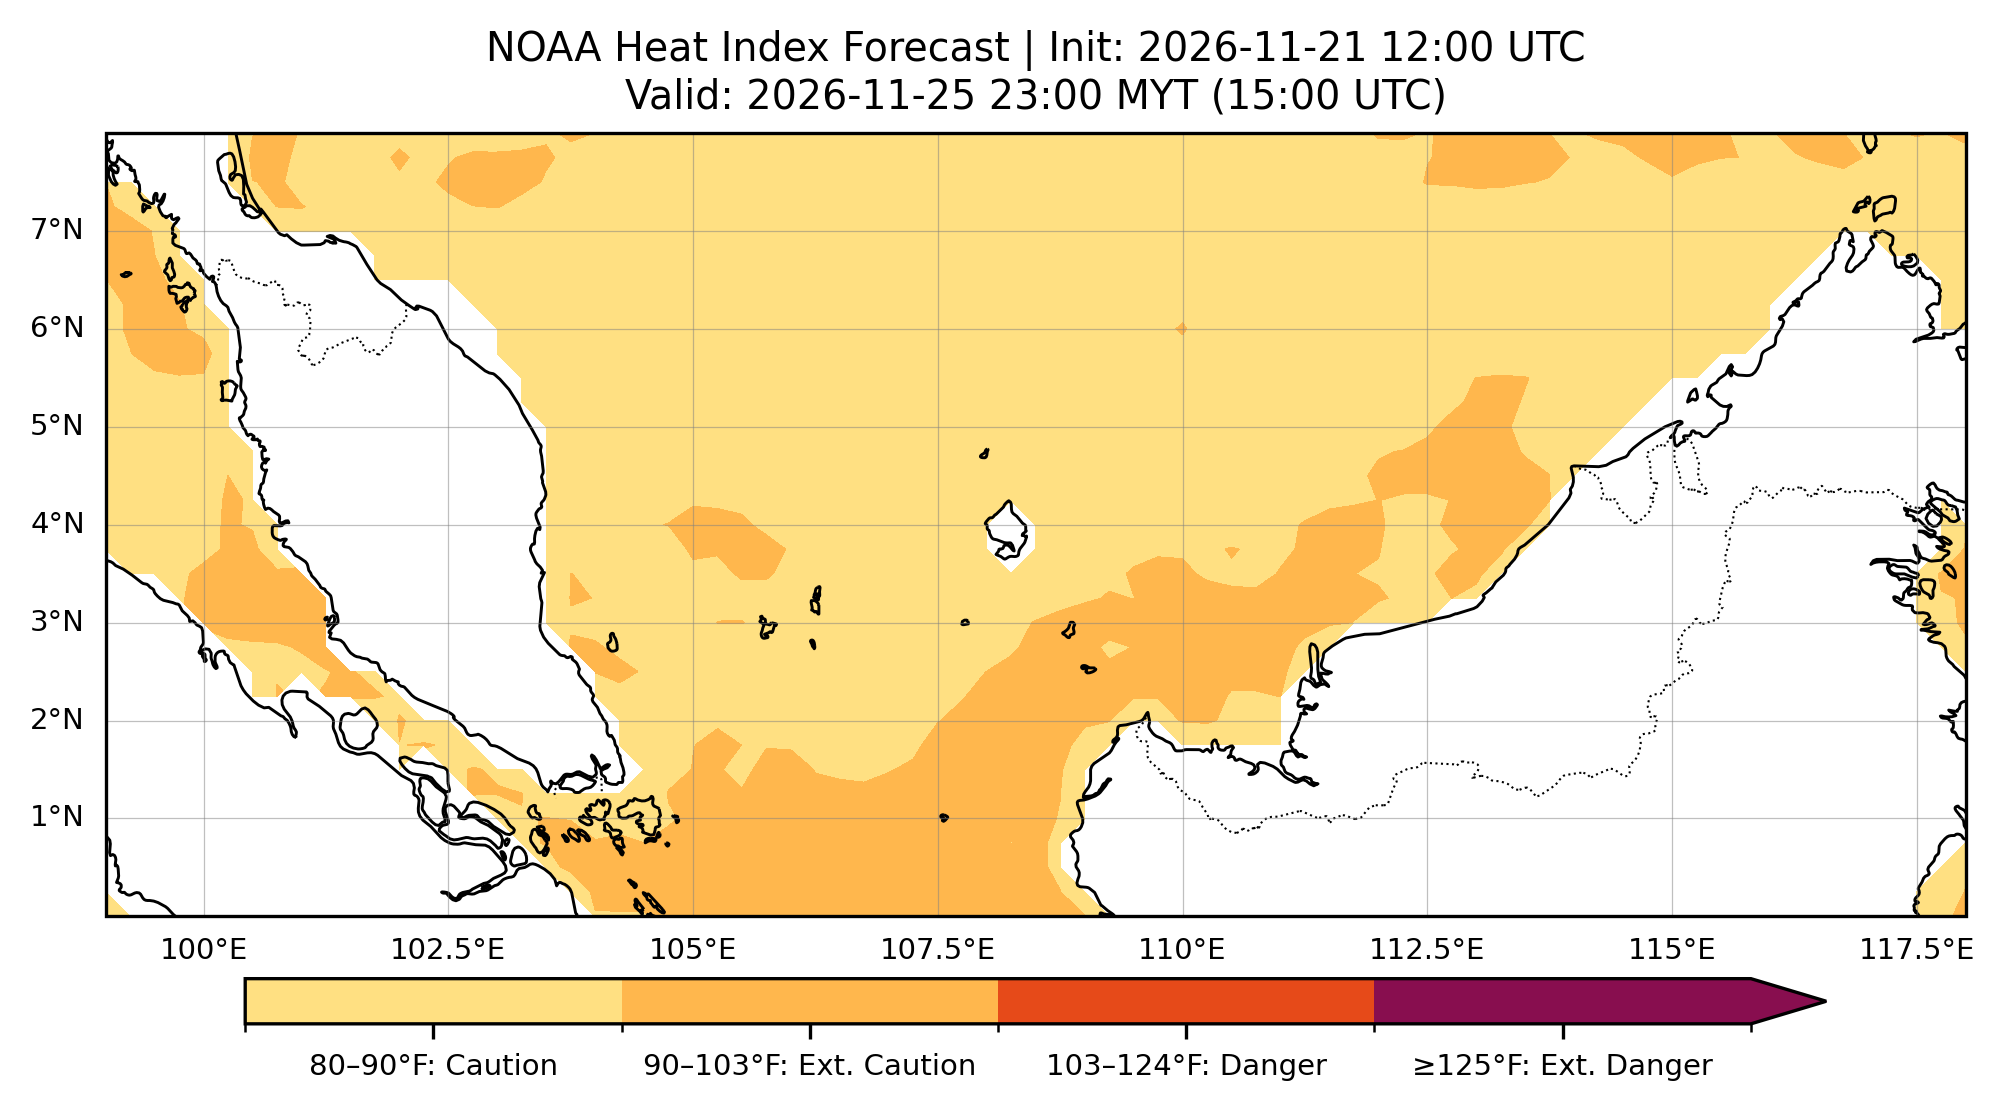 NOAA Heat Index Forecast | Init: 2026-11-21 12:00 UTC
Valid: 2026-11-25 23:00 MYT (15:00 UTC)
7°N
6°N
5°N
4°N
3°N
2°N
1°N
100°E 102.5°E 105°E 107.5°E 110°E 112.5°E 115°E 117.5°E
80–90°F: Caution 90–103°F: Ext. Caution 103–124°F: Danger ≥125°F: Ext. Danger